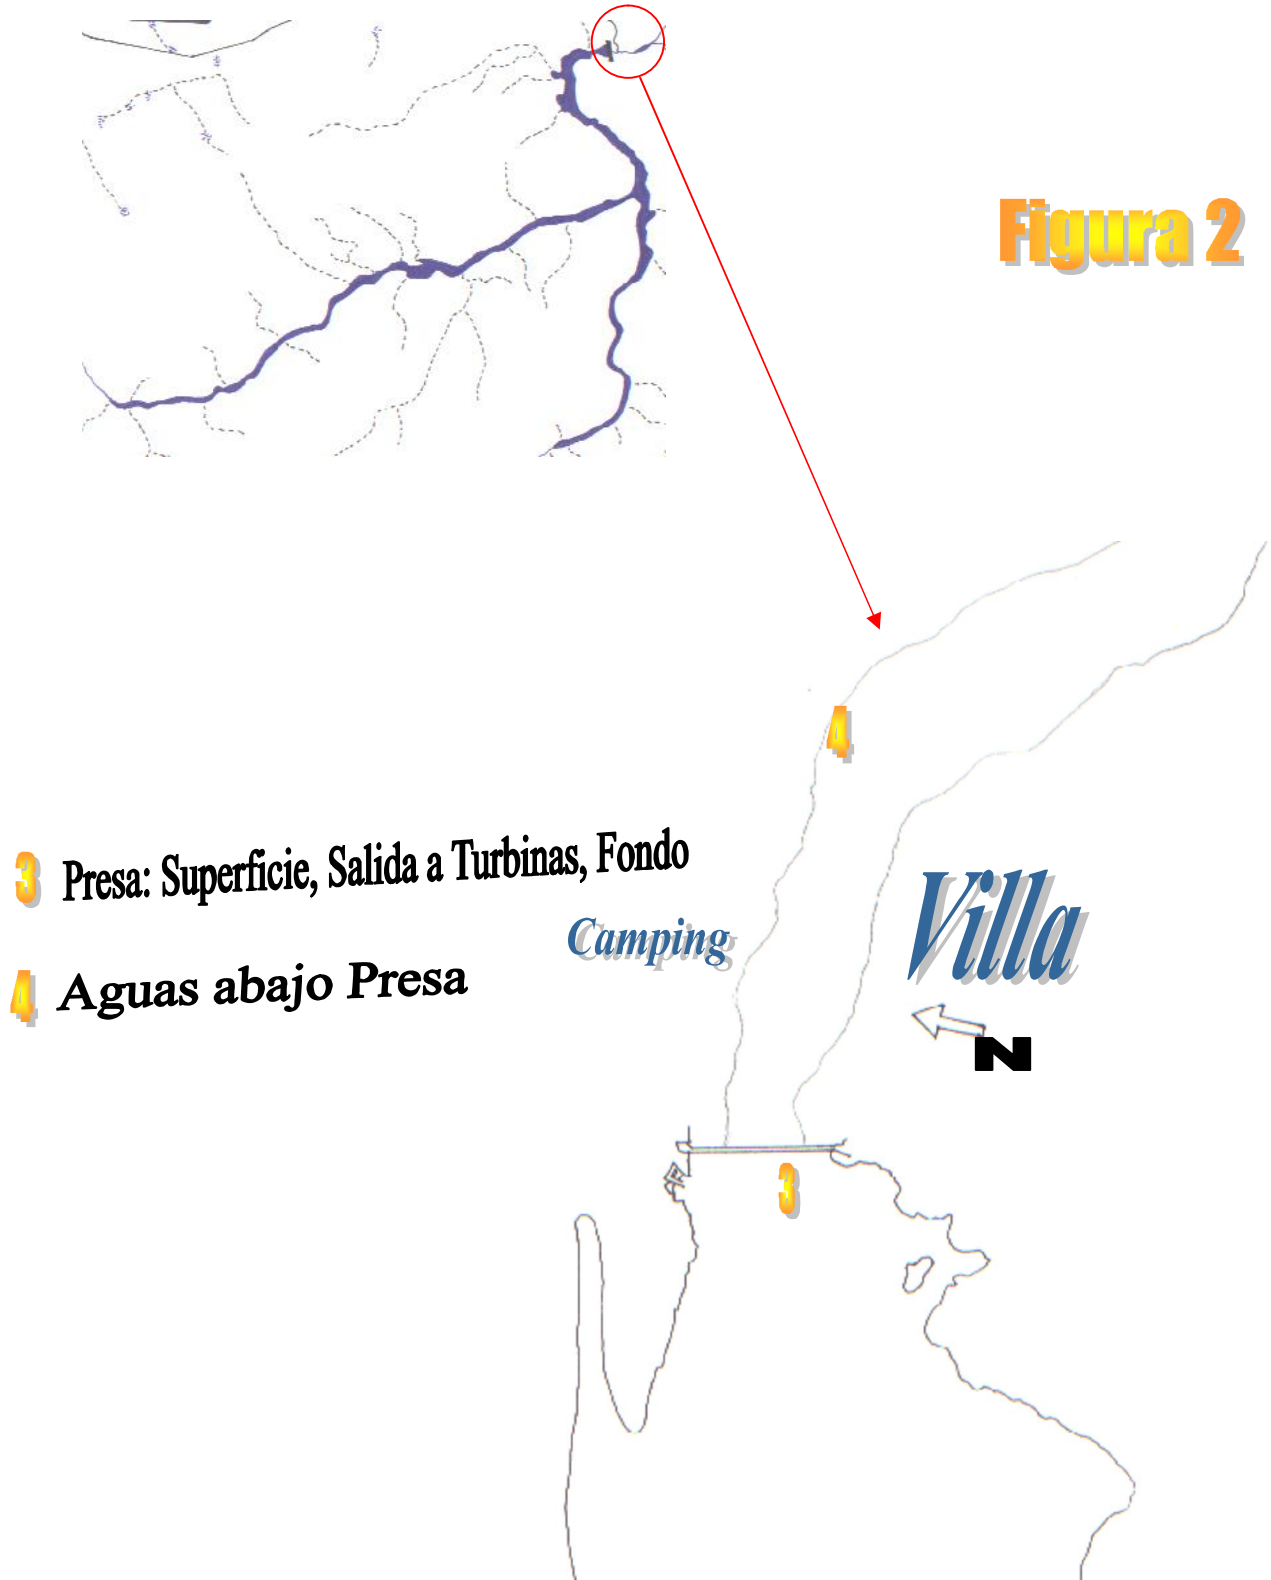 Figura 2
4
3 Presa: Superficie, Salida a Turbinas, Fondo
Camping
Villa
4 Aguas abajo Presa
N
3